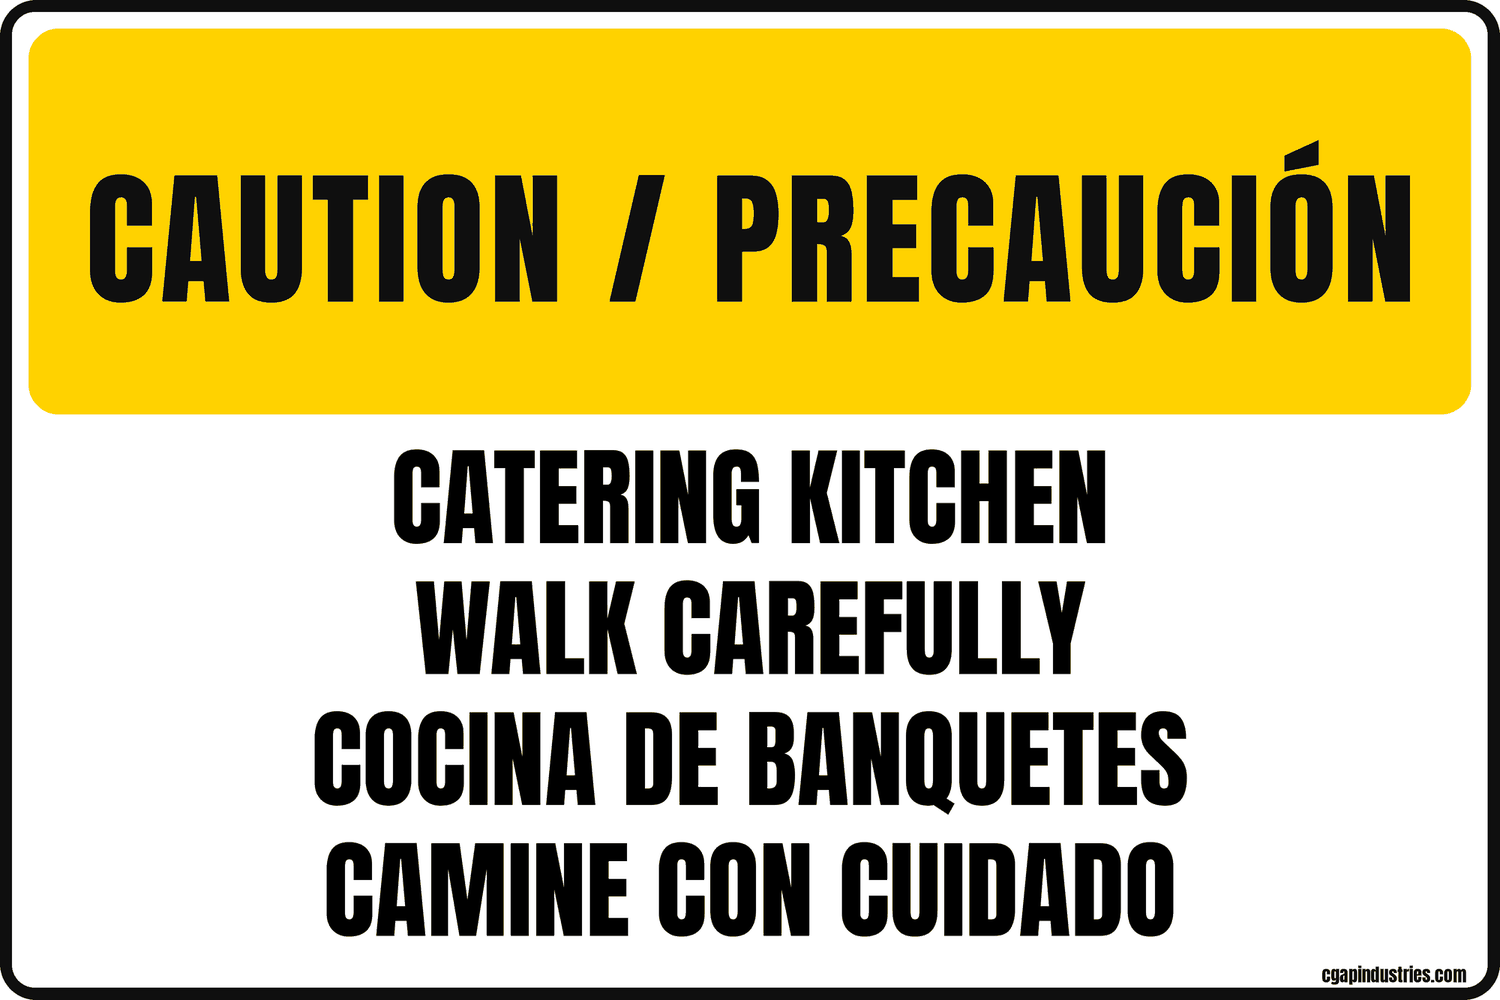 CAUTION / PRECAUCIÓN
CATERING KITCHEN
WALK CAREFULLY
COCINA DE BANQUETES
CAMINE CON CUIDADO
cgapindustries.com